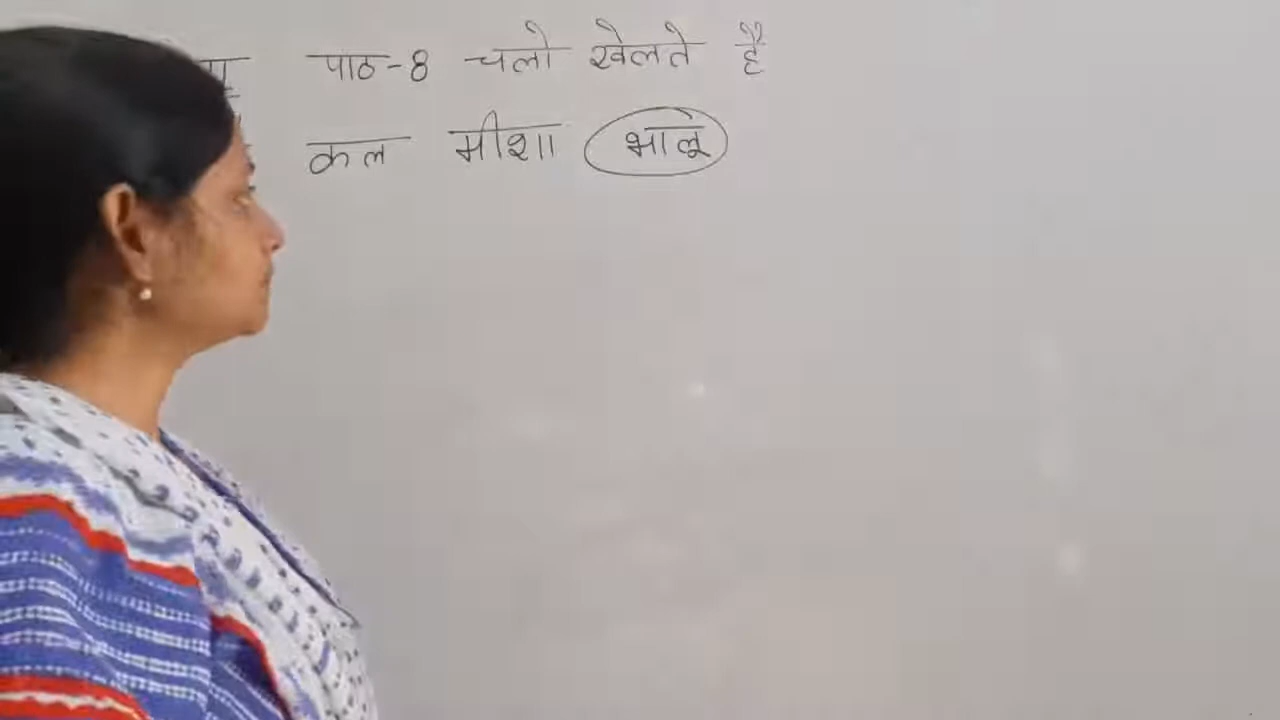 पाठ-8 चलो खेलते हैं
कल मीशा भालू